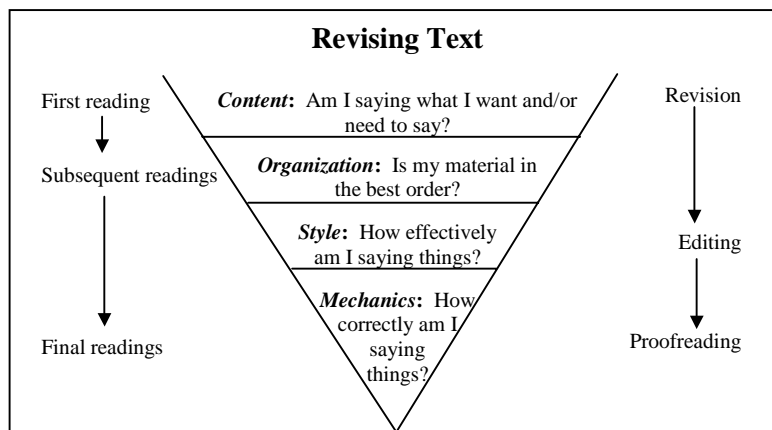 Revising Text
First reading
Subsequent readings
Final readings
Content: Am I saying what I want and/or
need to say?
Organization: Is my material in
the best order?
Style: How effectively
am I saying things?
Mechanics: How
correctly am I
saying
things?
Revision
Editing
Proofreading